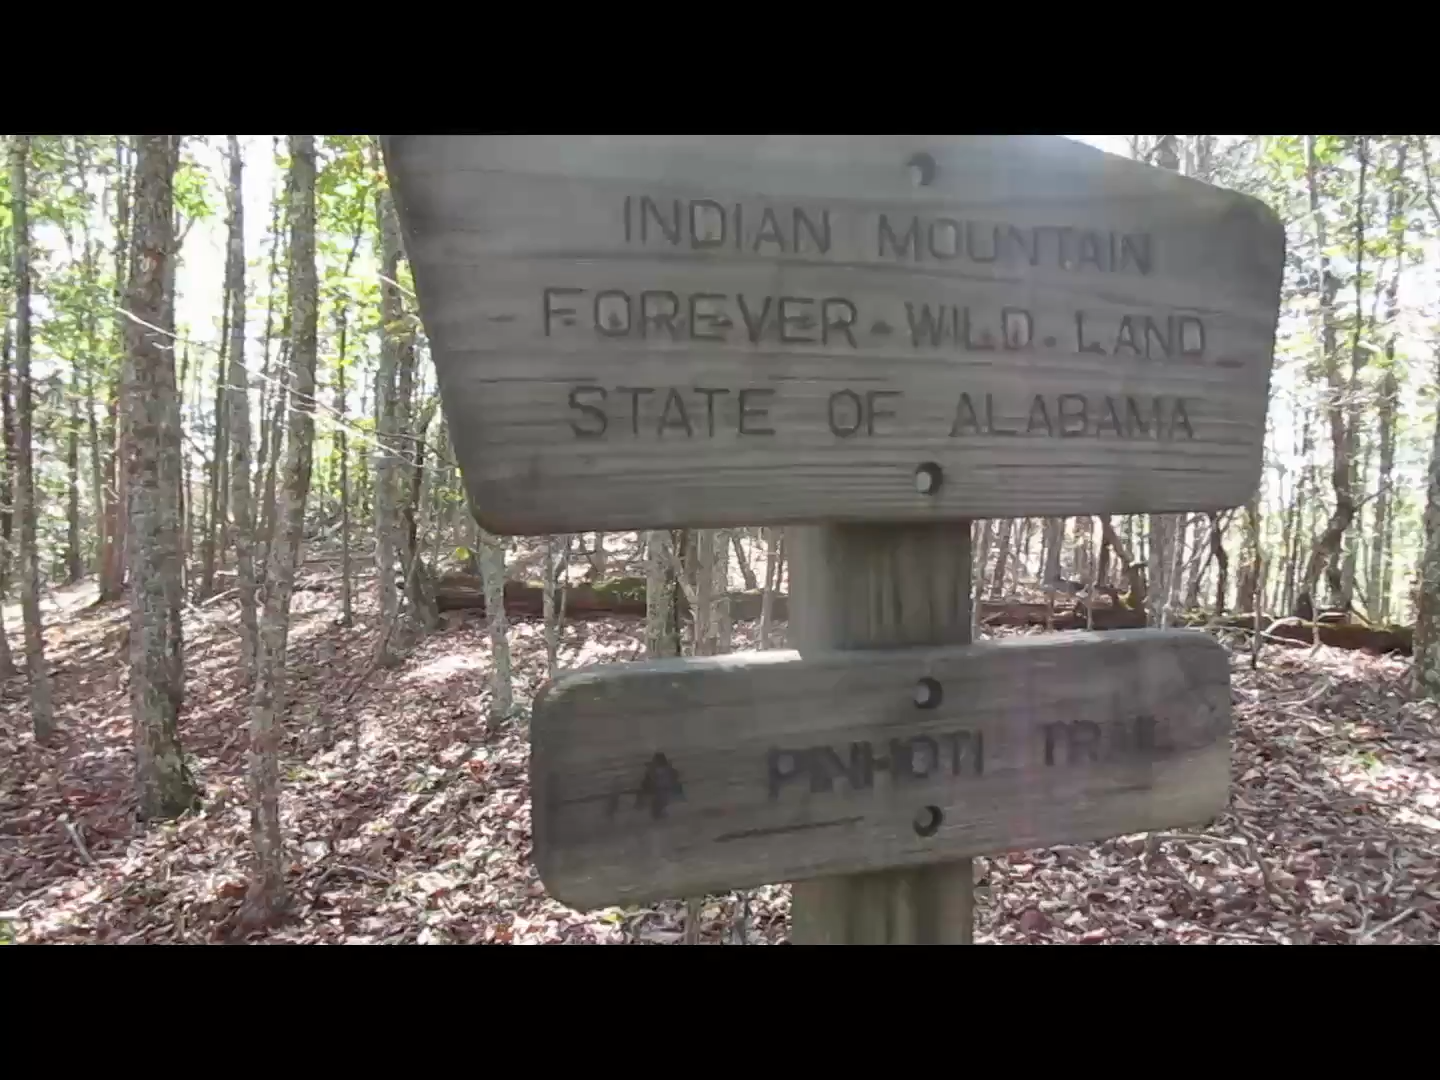 INDIAN MOUNTAIN
FOREVER-WILD LAND
STATE OF ALABAMA
PINHOTI TRAIL